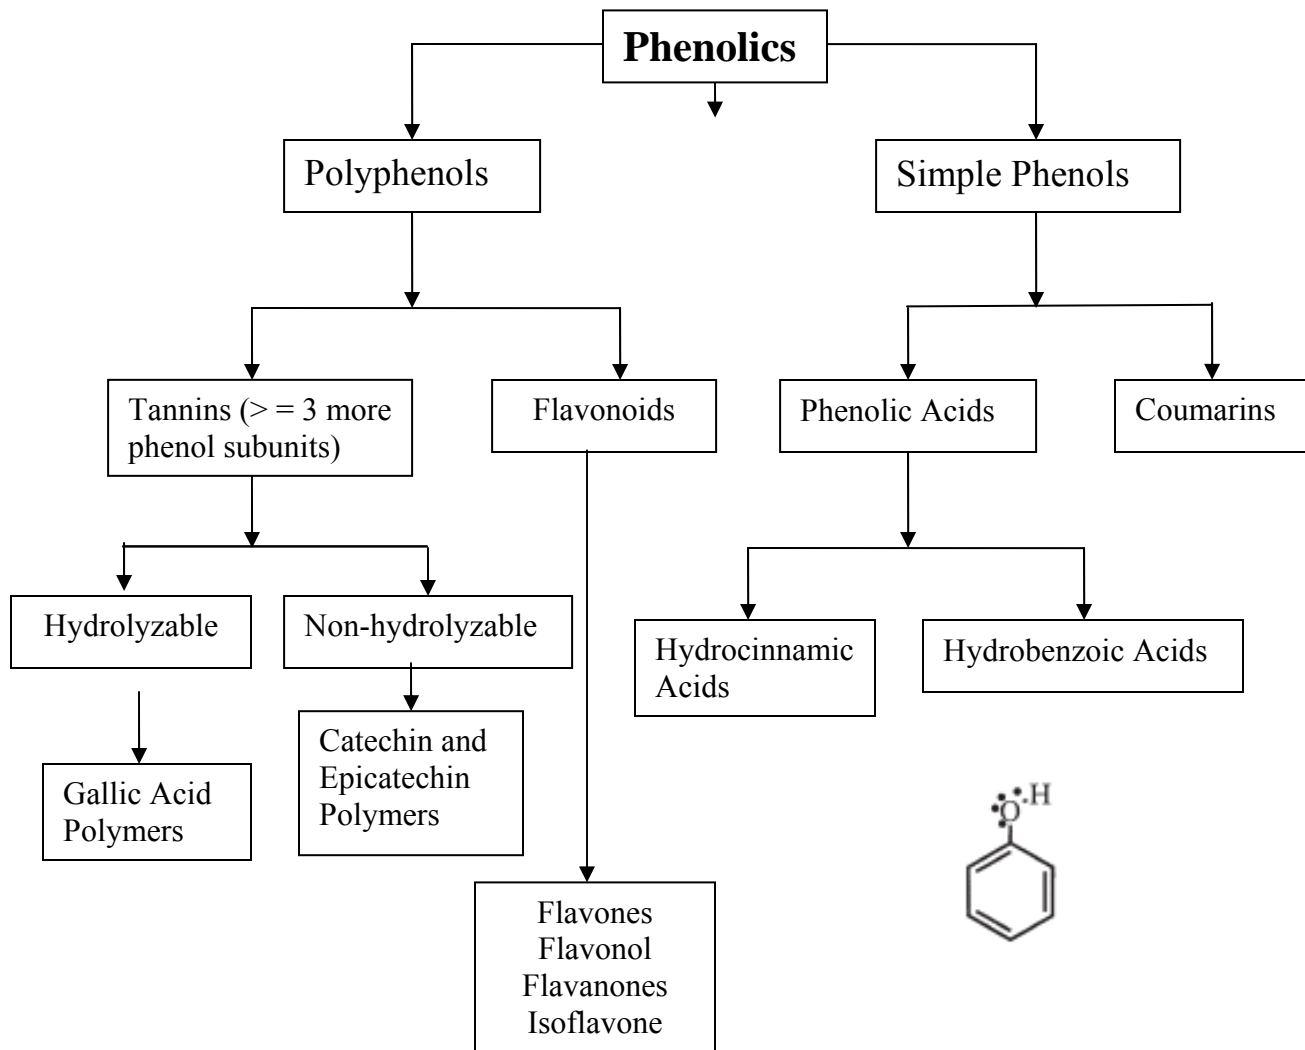 Phenolics
Polyphenols
Simple Phenols
Tannins (> = 3 more
phenol subunits)
Flavonoids
Phenolic Acids
Coumarins
Hydrolyzable
Non-hydrolyzable
Hydrocinnamic
Acids
Hydrobenzoic Acids
Gallic Acid
Polymers
Catechin and
Epicatechin
Polymers
Flavones
Flavonol
Flavanones
Isoflavone
O H